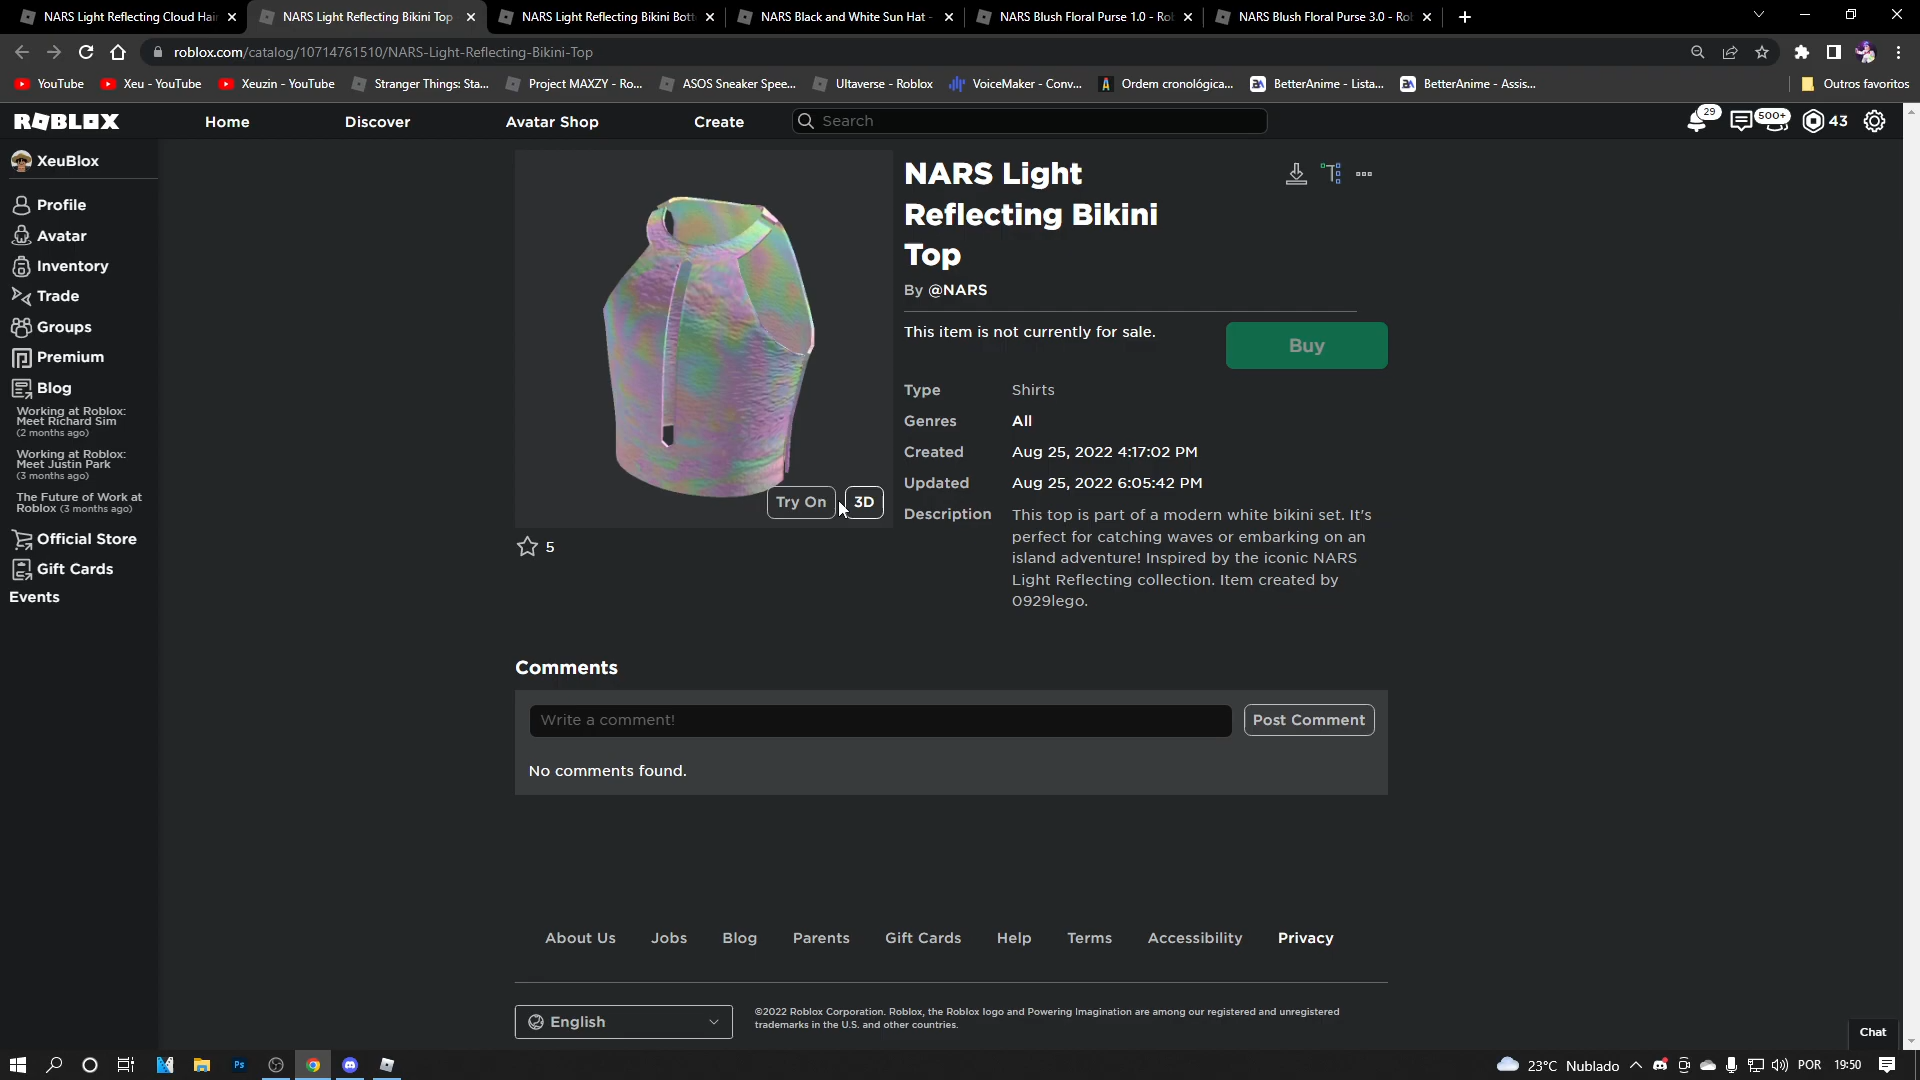 NARS Light Reflecting Cloud Hair
NARS Light Reflecting Bikini Top
NARS Light Reflecting Bikini Bott
NARS Black and White Sun Hat -
NARS Blush Floral Purse 1.0 - Ro
NARS Blush Floral Purse 3.0 - Ro
roblox.com/catalog/10714761510/NARS-Light-Reflecting-Bikini-Top
YouTube
Xeu - YouTube
Xeuzin - YouTube
Stranger Things: Sta...
Project MAXZY - Ro...
ASOS Sneaker Spee...
Ultaverse - Roblox
VoiceMaker - Conv...
Ordem cronológica...
BetterAnime - Lista...
BetterAnime - Assis...
Outros favoritos
ROBLOX
Home
Discover
Avatar Shop
Create
Search
29
500+
43
XeuBlox
Profile
Avatar
Inventory
Trade
Groups
Premium
Blog
Working at Roblox:
Meet Richard Sim
(2 months ago)
Working at Roblox:
Meet Justin Park
(3 months ago)
The Future of Work at
Roblox (3 months ago)
Official Store
Gift Cards
Events
Try On
3D
5
NARS Light
Reflecting Bikini
Top
By @NARS
This item is not currently for sale.
Buy
Type Shirts
Genres All
Created Aug 25, 2022 4:17:02 PM
Updated Aug 25, 2022 6:05:42 PM
Description This top is part of a modern white bikini set. It's
perfect for catching waves or embarking on an
island adventure! Inspired by the iconic NARS
Light Reflecting collection. Item created by
0929lego.
Comments
Write a comment!
Post Comment
No comments found.
About Us
Jobs
Blog
Parents
Gift Cards
Help
Terms
Accessibility
Privacy
English
©2022 Roblox Corporation. Roblox, the Roblox logo and Powering Imagination are among our registered and unregistered
trademarks in the U.S. and other countries.
Chat
Ps
23°C Nublado
POR
19:50